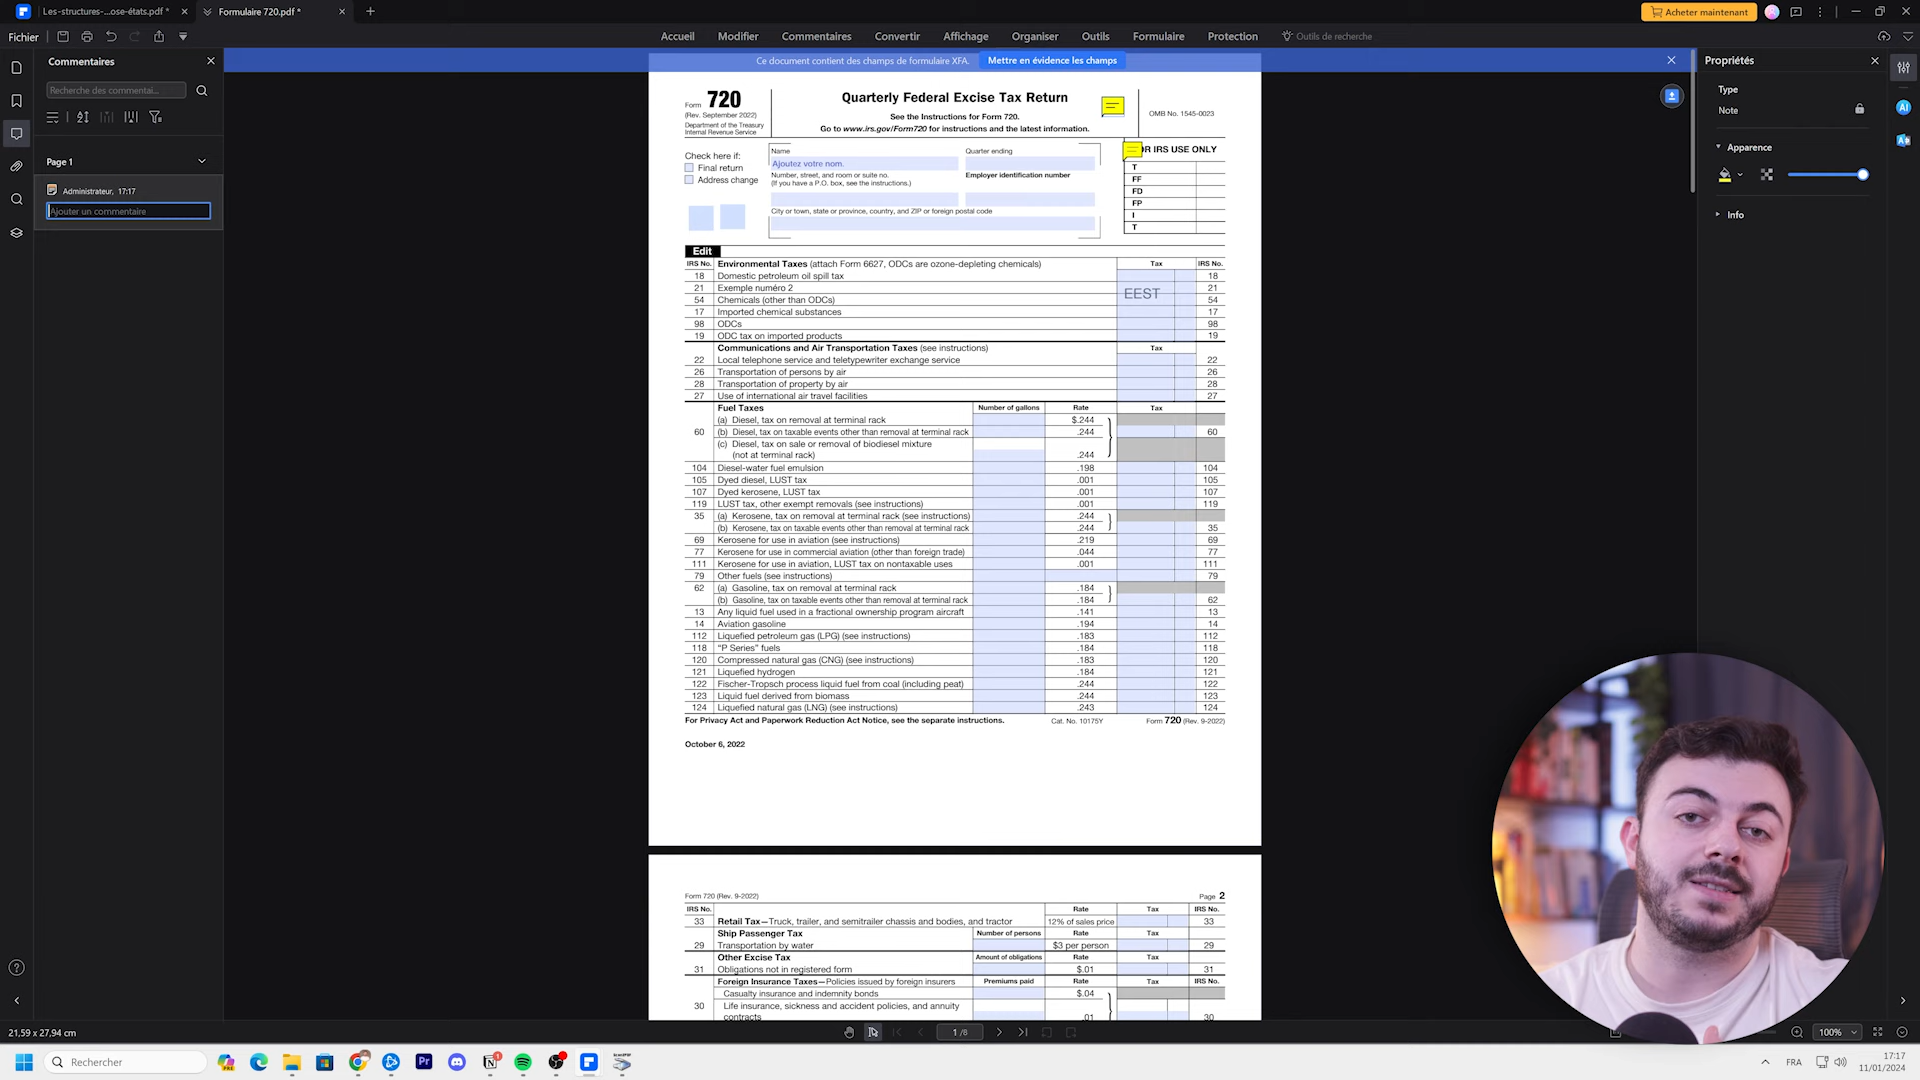 Les-structures-...ose-états.pdf *
Formulaire 720.pdf *
Acheter maintenant
Fichier
Accueil
Modifier
Commentaires
Convertir
Affichage
Organiser
Outils
Formulaire
Protection
Outils de recherche
Commentaires
Recherche des commentai...
Page 1
Administrateur, 17:17
Ajouter un commentaire
Ce document contient des champs de formulaire XFA.
Mettre en évidence les champs
Propriétés
Type
Note
Apparence
Info
Form 720
(Rev. September 2022)
Department of the Treasury
Internal Revenue Service
Quarterly Federal Excise Tax Return
See the Instructions for Form 720.
Go to www.irs.gov/Form720 for instructions and the latest information.
OMB No. 1545-0023
Check here if:
Final return
Address change
Name
Ajoutez votre nom.
Quarter ending
Number, street, and room or suite no.
(If you have a P.O. box, see the instructions.)
Employer identification number
City or town, state or province, country, and ZIP or foreign postal code
OR IRS USE ONLY
T
FF
FD
FP
I
T
Edit
IRS No. Environmental Taxes (attach Form 6627, ODCs are ozone-depleting chemicals) Tax IRS No.
18 Domestic petroleum oil spill tax 18
21 Exemple numéro 2 21
EEST
54 Chemicals (other than ODCs) 54
17 Imported chemical substances 17
98 ODCs 98
19 ODC tax on imported products 19
Communications and Air Transportation Taxes (see instructions) Tax
22 Local telephone service and teletypewriter exchange service 22
26 Transportation of persons by air 26
28 Transportation of property by air 28
27 Use of international air travel facilities 27
Fuel Taxes Number of gallons Rate Tax
(a) Diesel, tax on removal at terminal rack $.244
60 (b) Diesel, tax on taxable events other than removal at terminal rack .244 60
(c) Diesel, tax on sale or removal of biodiesel mixture
(not at terminal rack) .244
104 Diesel-water fuel emulsion .198 104
105 Dyed diesel, LUST tax .001 105
107 Dyed kerosene, LUST tax .001 107
119 LUST tax, other exempt removals (see instructions) .001 119
35 (a) Kerosene, tax on removal at terminal rack (see instructions) .244
(b) Kerosene, tax on taxable events other than removal at terminal rack .244 35
69 Kerosene for use in aviation (see instructions) .219 69
77 Kerosene for use in commercial aviation (other than foreign trade) .044 77
111 Kerosene for use in aviation, LUST tax on nontaxable uses .001 111
79 Other fuels (see instructions) 79
62 (a) Gasoline, tax on removal at terminal rack .184
(b) Gasoline, tax on taxable events other than removal at terminal rack .184 62
13 Any liquid fuel used in a fractional ownership program aircraft .141 13
14 Aviation gasoline .194 14
112 Liquefied petroleum gas (LPG) (see instructions) .183 112
118 "P Series" fuels .184 118
120 Compressed natural gas (CNG) (see instructions) .183 120
121 Liquefied hydrogen .184 121
122 Fischer-Tropsch process liquid fuel from coal (including peat) .244 122
123 Liquid fuel derived from biomass .244 123
124 Liquefied natural gas (LNG) (see instructions) .243 124
For Privacy Act and Paperwork Reduction Act Notice, see the separate instructions. Cat. No. 10175Y Form 720 (Rev. 9-2022)
October 6, 2022
Form 720 (Rev. 9-2022) Page 2
IRS No. Rate Tax IRS No.
33 Retail Tax—Truck, trailer, and semitrailer chassis and bodies, and tractor 12% of sales price 33
Ship Passenger Tax Number of persons Rate Tax
29 Transportation by water $3 per person 29
Other Excise Tax Amount of obligations Rate Tax
31 Obligations not in registered form $.01 31
Foreign Insurance Taxes—Policies issued by foreign insurers Premiums paid Rate Tax IRS No.
Casualty insurance and indemnity bonds $.04
30 Life insurance, sickness and accident policies, and annuity
contracts .01 30
21,59 x 27,94 cm
1 /8
100%
Rechercher
FRA
17:17
11/01/2024